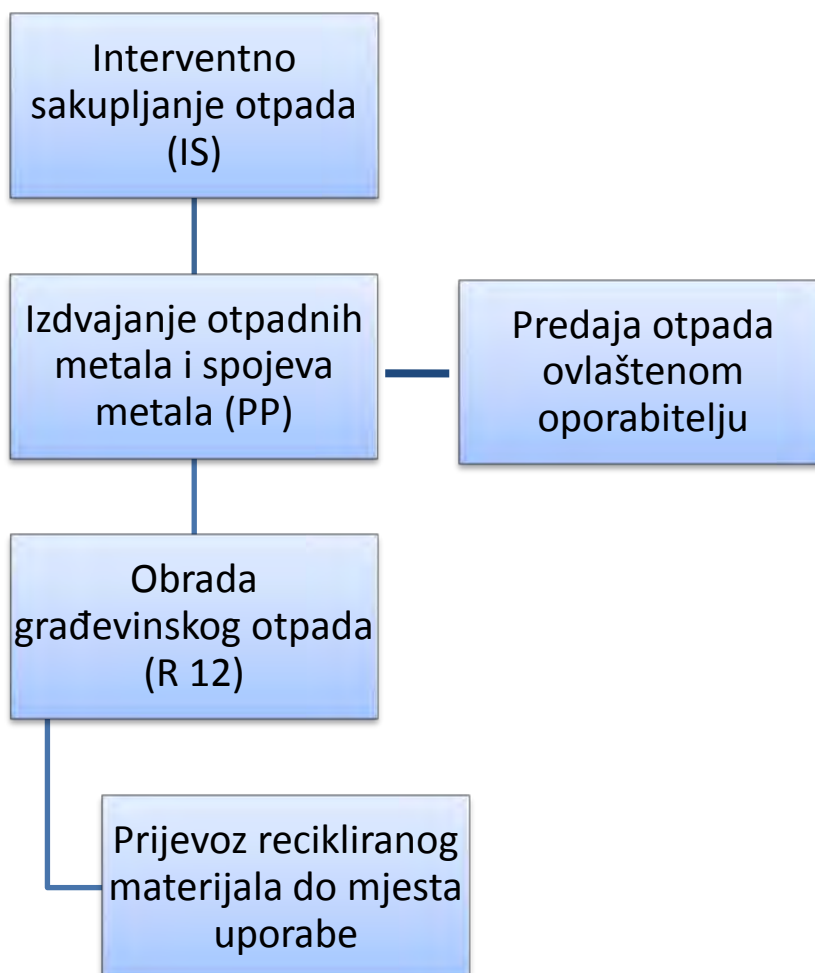 Interventno
sakupljanje otpada
(IS)
Izdvajanje otpadnih
metala i spojeva
metala (PP)
Predaja otpada
ovlaštenom
oporabitelju
Obrada
građevinskog otpada
(R 12)
Prijevoz recikliranog
materijala do mjesta
uporabe